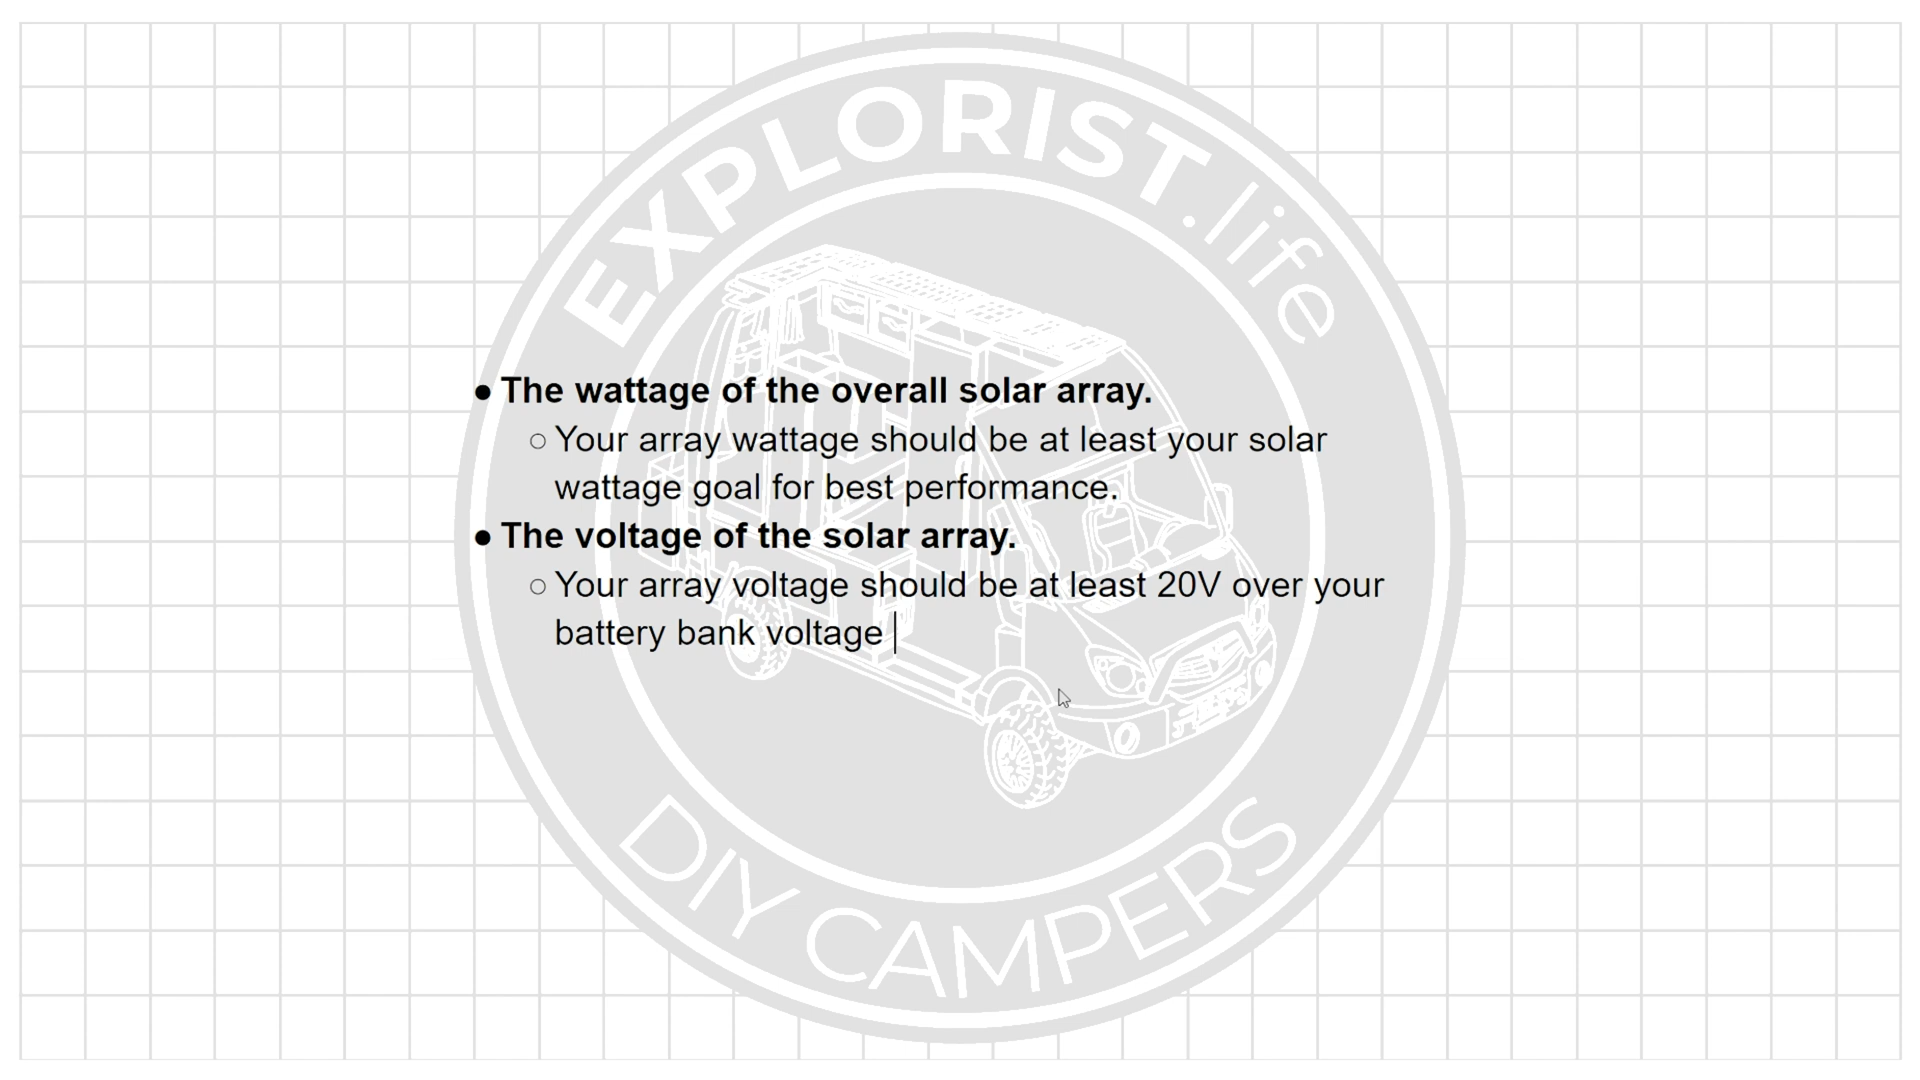 EXPLORIST.life
● The wattage of the overall solar array.
○ Your array wattage should be at least your solar
wattage goal for best performance.
● The voltage of the solar array.
○ Your array voltage should be at least 20V over your
battery bank voltage
DIY CAMPERS